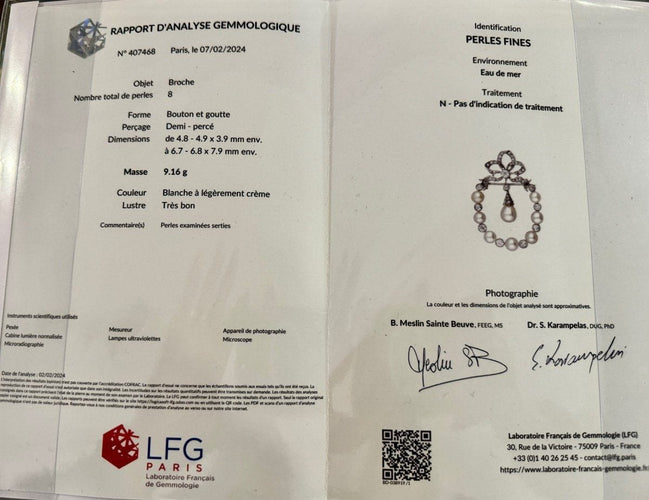 RAPPORT D'ANALYSE GEMMOLOGIQUE
N° 407468 Paris, le 07/02/2024
Objet Broche
Nombre total de perles 8
Forme Bouton et goutte
Perçage Demi - percé
Dimensions de 4.8 - 4.9 x 3.9 mm env.
à 6.7 - 6.8 x 7.9 mm env.
Masse 9.16 g
Couleur Blanche à légèrement crème
Lustre Très bon
Commentaire(s) Perles examinées serties
Instruments scientifiques utilisés
Pesée Mesureur Appareil de photographie
Cabine lumière normalisée Lampes ultraviolettes Microscope
Microradiographie
Date d'analyse : 02/02/2024
LFG
PARIS
Laboratoire Français
de Gemmologie
Identification
PERLES FINES
Environnement
Eau de mer
Traitement
N - Pas d'indication de traitement
Photographie
La couleur et les dimensions de l'objet analysé sont approximatives.
B. Meslin Sainte Beuve, FEEG, MS Dr. S. Karampelas, DUG, PhD
Laboratoire Français de Gemmologie (LFG)
30, Rue de la Victoire - 75009 Paris - France
+33 (0)1 40 26 25 45 - contact@lfg.paris
https://www.laboratoire-francais-gemmologie.fr